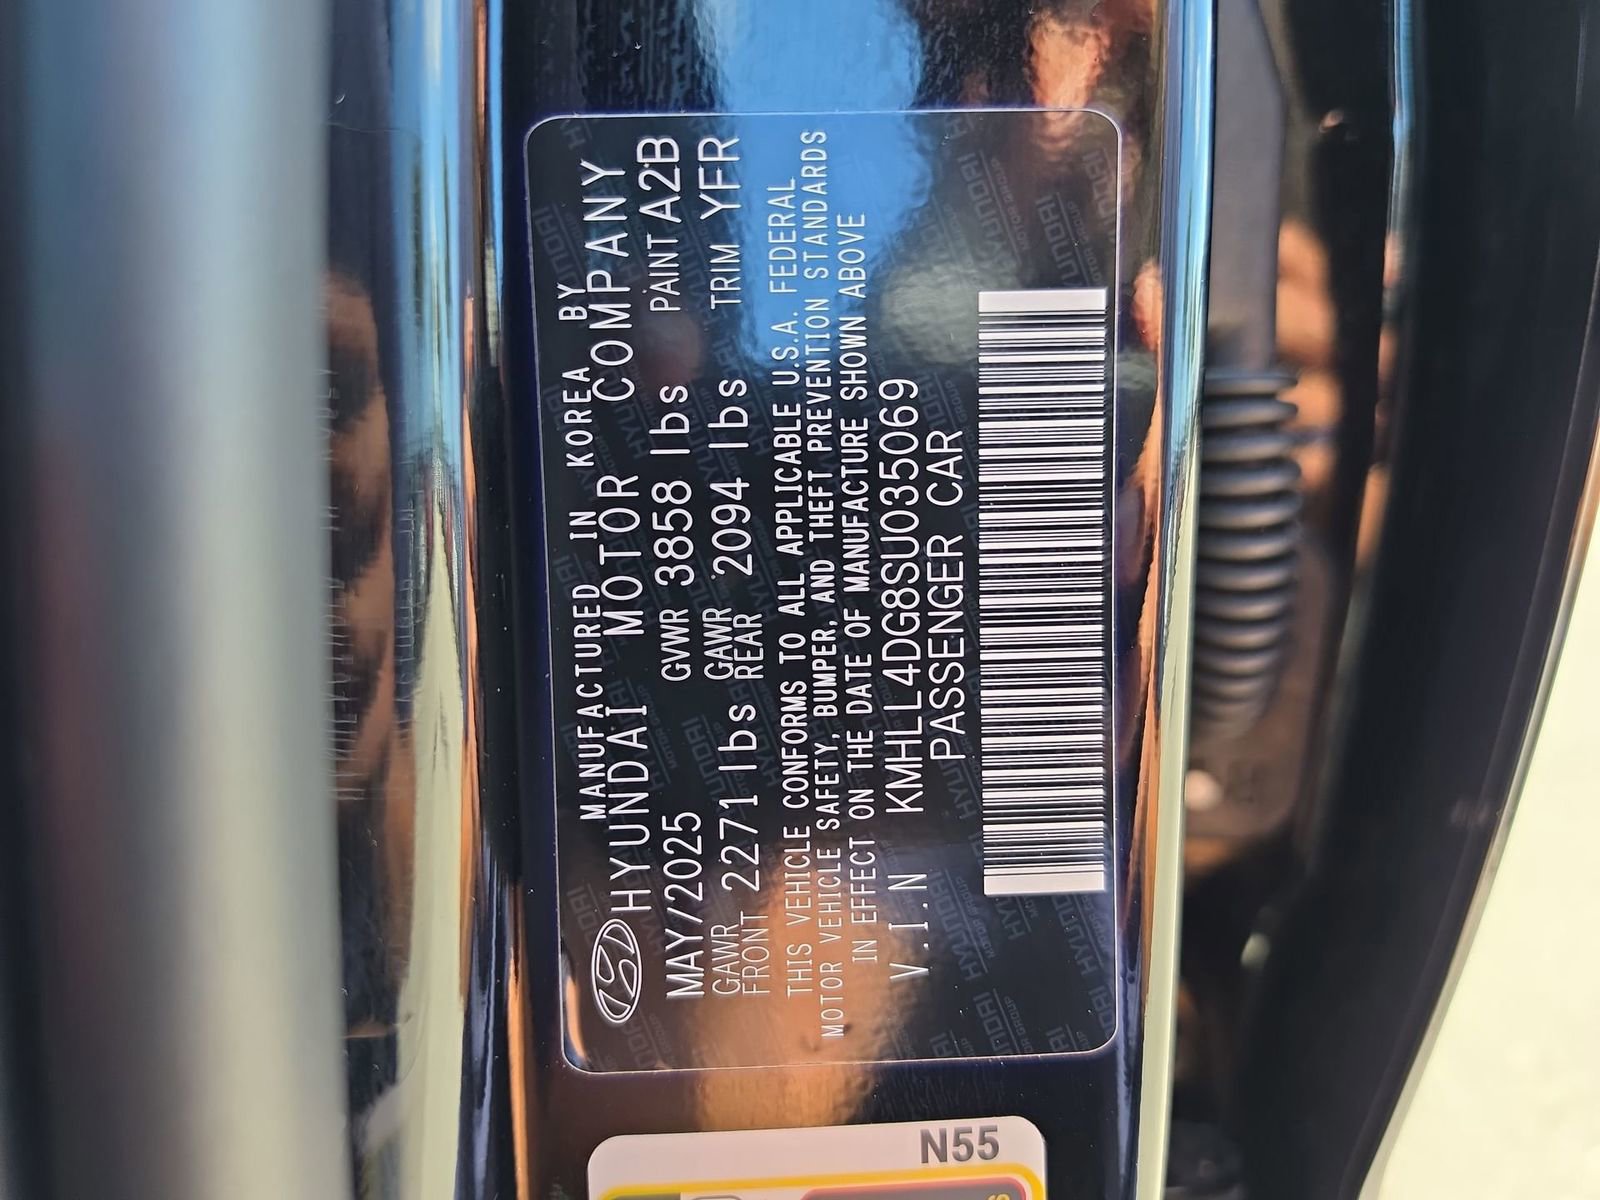 MANUFACTURED IN KOREA BY
HYUNDAI MOTOR COMPANY
MAY/2025 GVWR 3858 lbs PAINT A2B
GAWR FRONT 2271 lbs GAWR REAR 2094 lbs TRIM YFR
THIS VEHICLE CONFORMS TO ALL APPLICABLE U.S.A. FEDERAL
MOTOR VEHICLE SAFETY, BUMPER, AND THEFT PREVENTION STANDARDS
IN EFFECT ON THE DATE OF MANUFACTURE SHOWN ABOVE
V.I.N KMHLL4DG8SU035069
PASSENGER CAR
N55